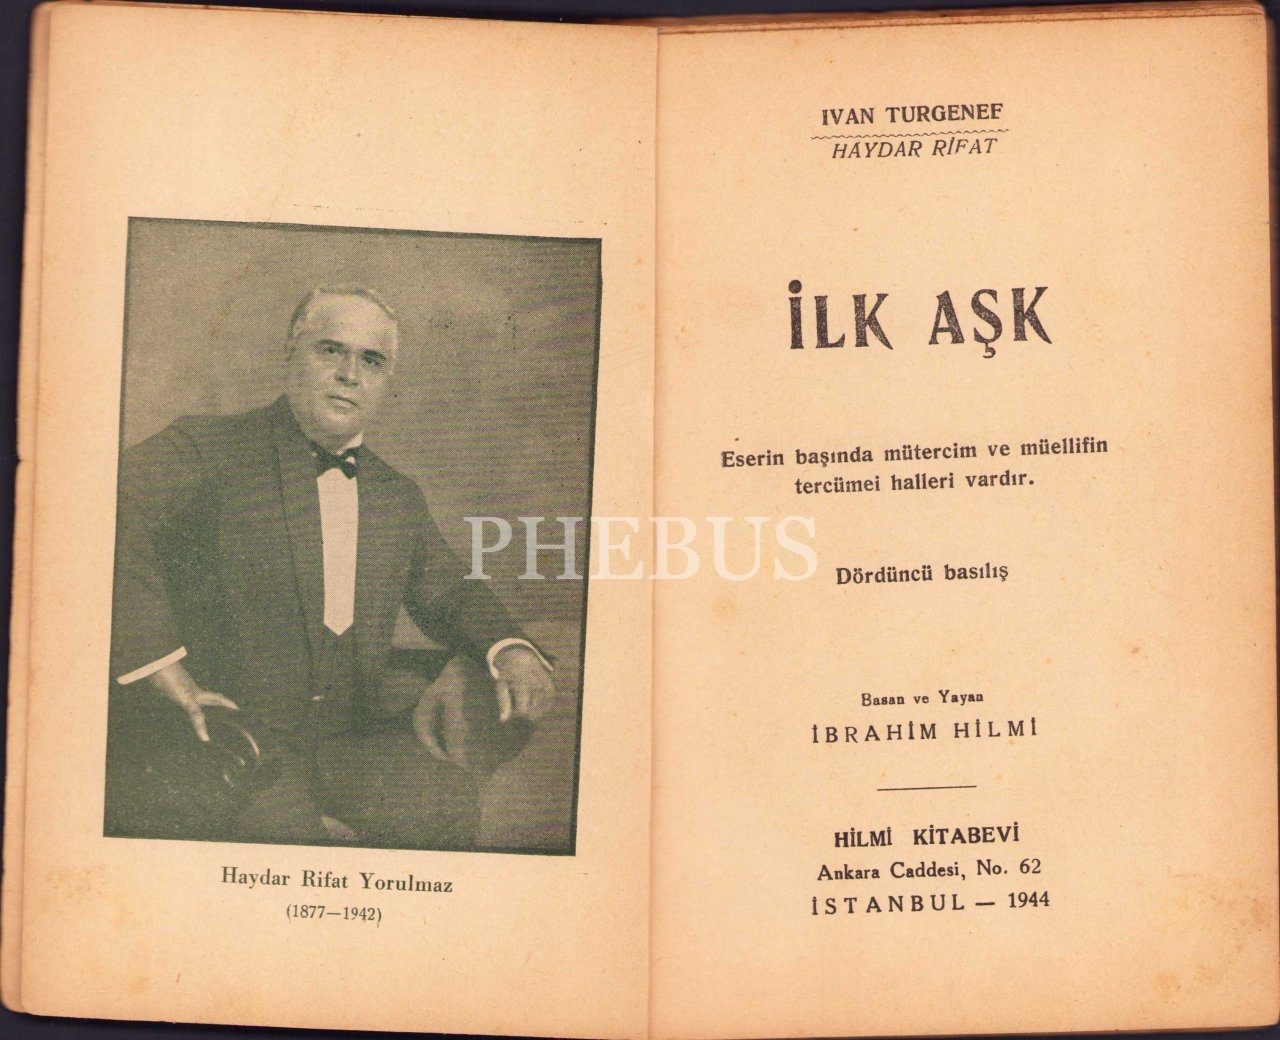 Haydar Rifat Yorulmaz
(1877—1942)
IVAN TURGENEF
HAYDAR RİFAT
İLK AŞK
Eserin başında mütercim ve müellifin
tercümei halleri vardır.
Dördüncü basılış
Basan ve Yayan
İBRAHİM HİLMİ
HİLMİ KİTABEVİ
Ankara Caddesi, No. 62
İSTANBUL — 1944
PHEBUS